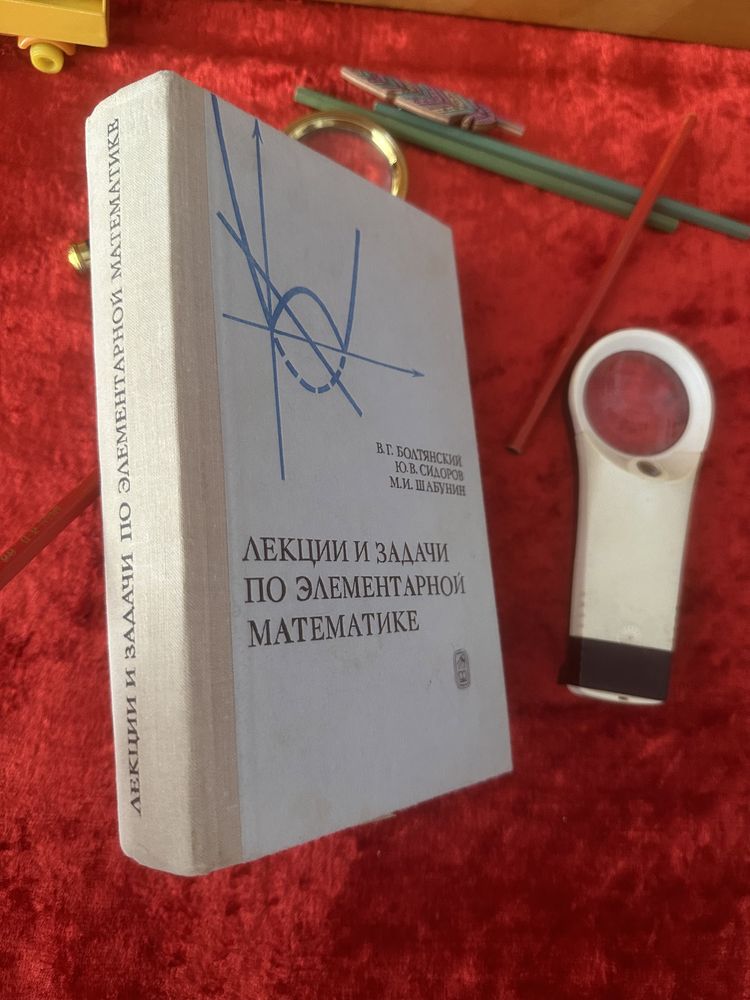 ЛЕКЦИИ И ЗАДАЧИ ПО ЭЛЕМЕНТАРНОЙ МАТЕМАТИКЕ
В.Г. БОЛТЯНСКИЙ
Ю.В. СИДОРОВ
М.И. ШАБУНИН
ЛЕКЦИИ И ЗАДАЧИ
ПО ЭЛЕМЕНТАРНОЙ
МАТЕМАТИКЕ